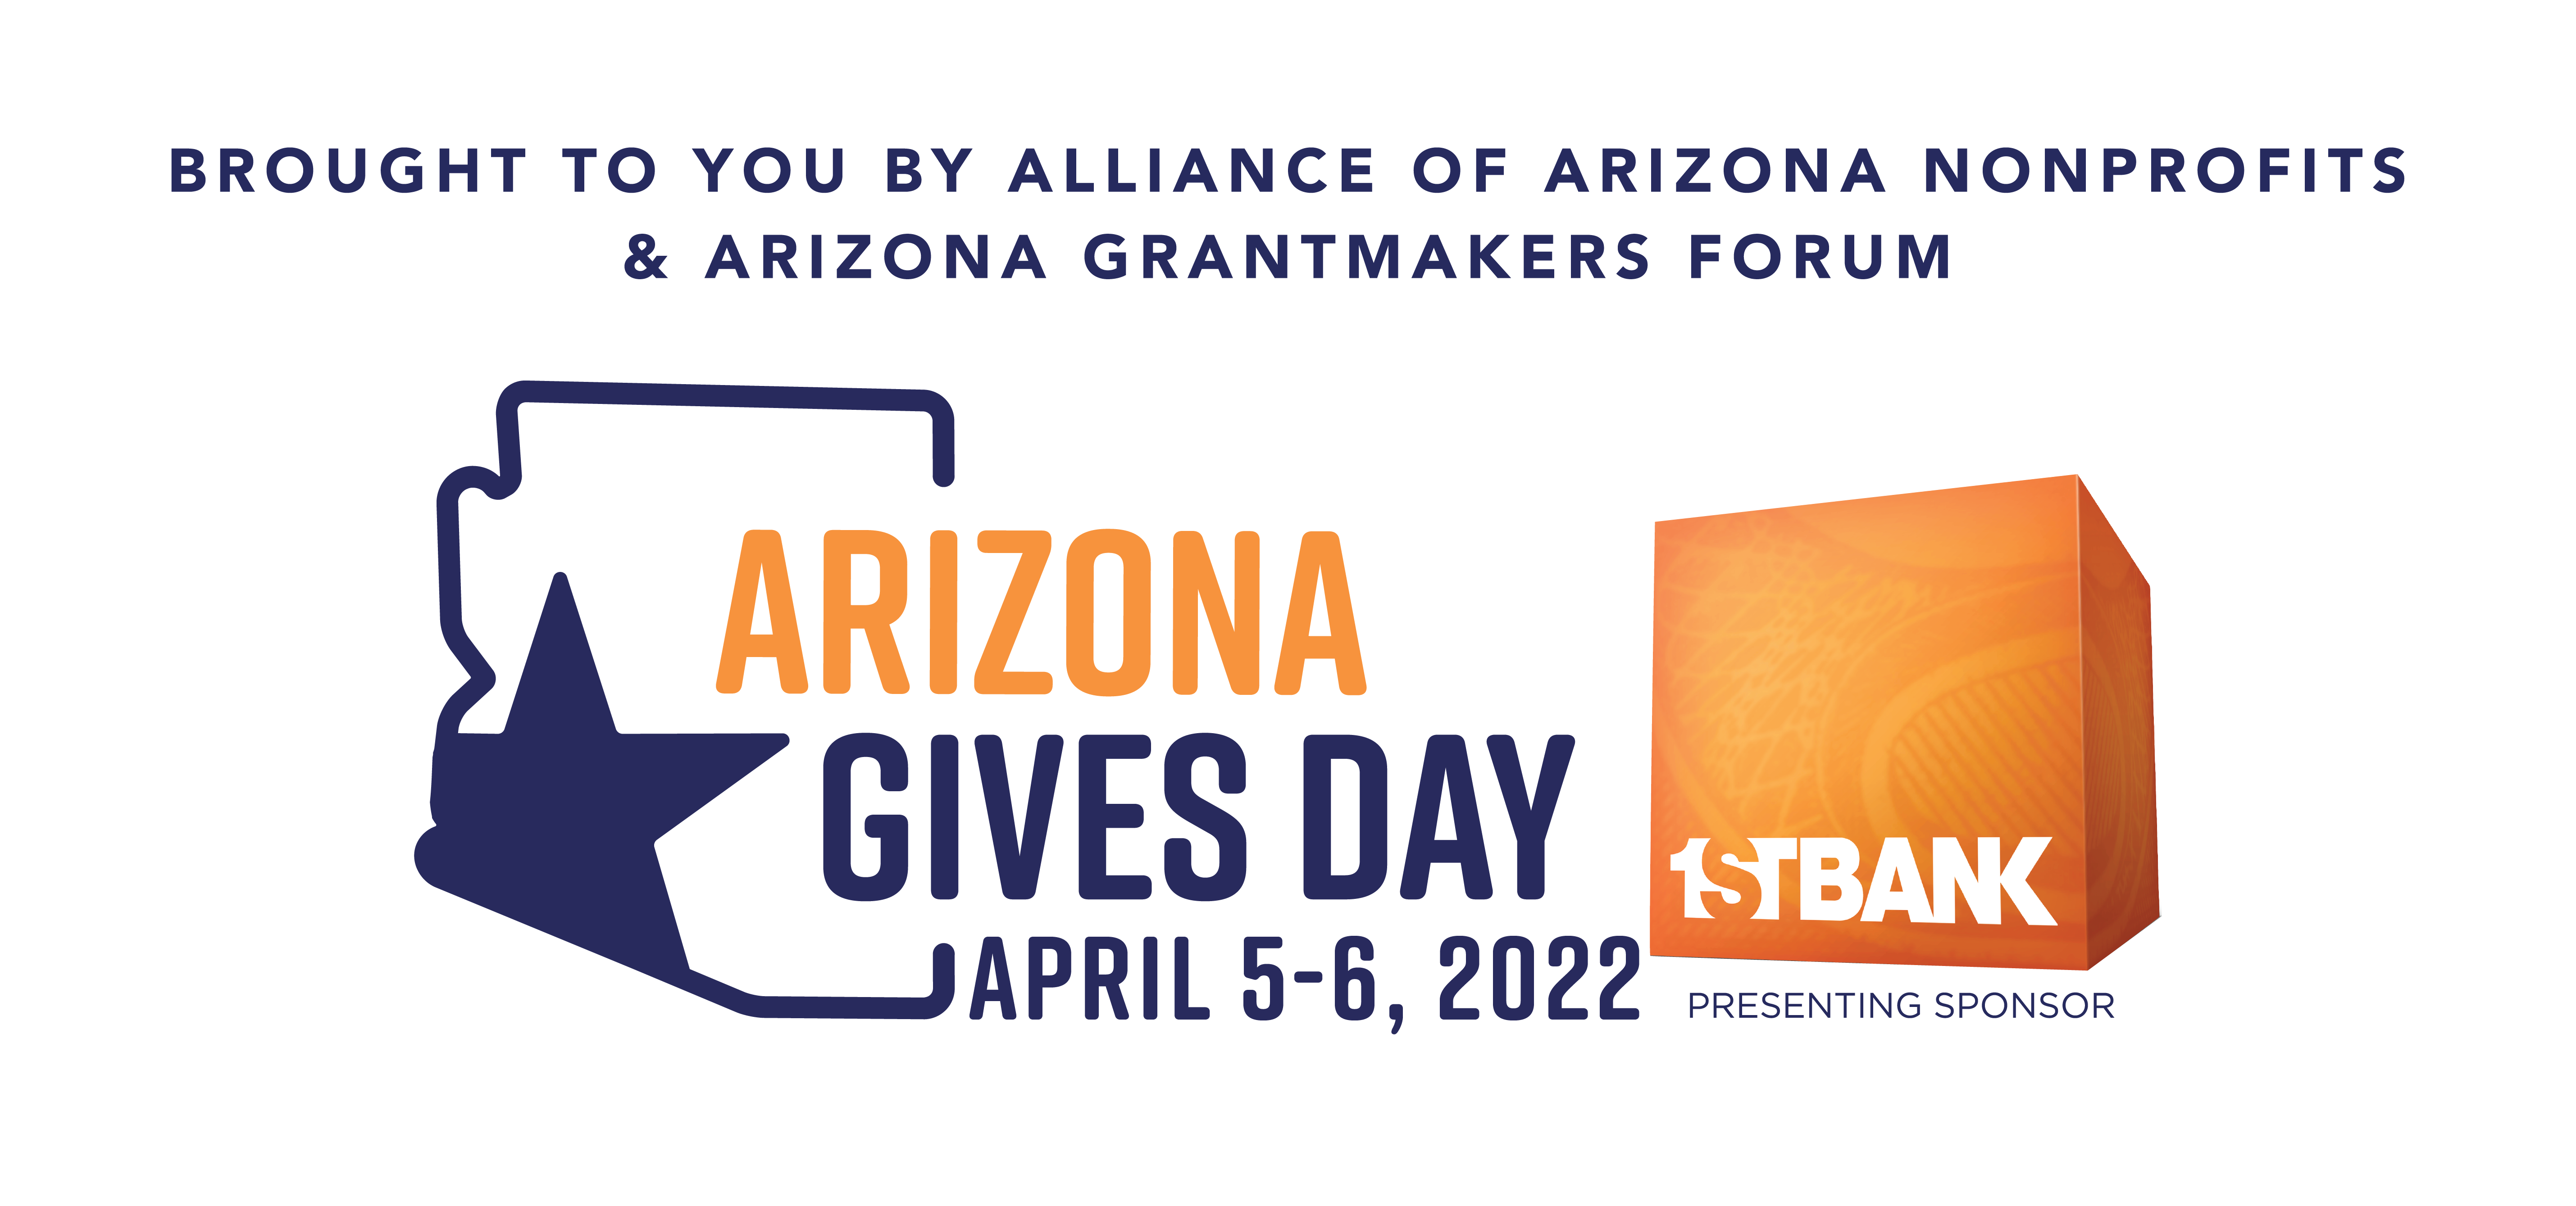 BROUGHT TO YOU BY ALLIANCE OF ARIZONA NONPROFITS
& ARIZONA GRANTMAKERS FORUM
ARIZONA
GIVES DAY
APRIL 5-6, 2022
1STBANK
PRESENTING SPONSOR